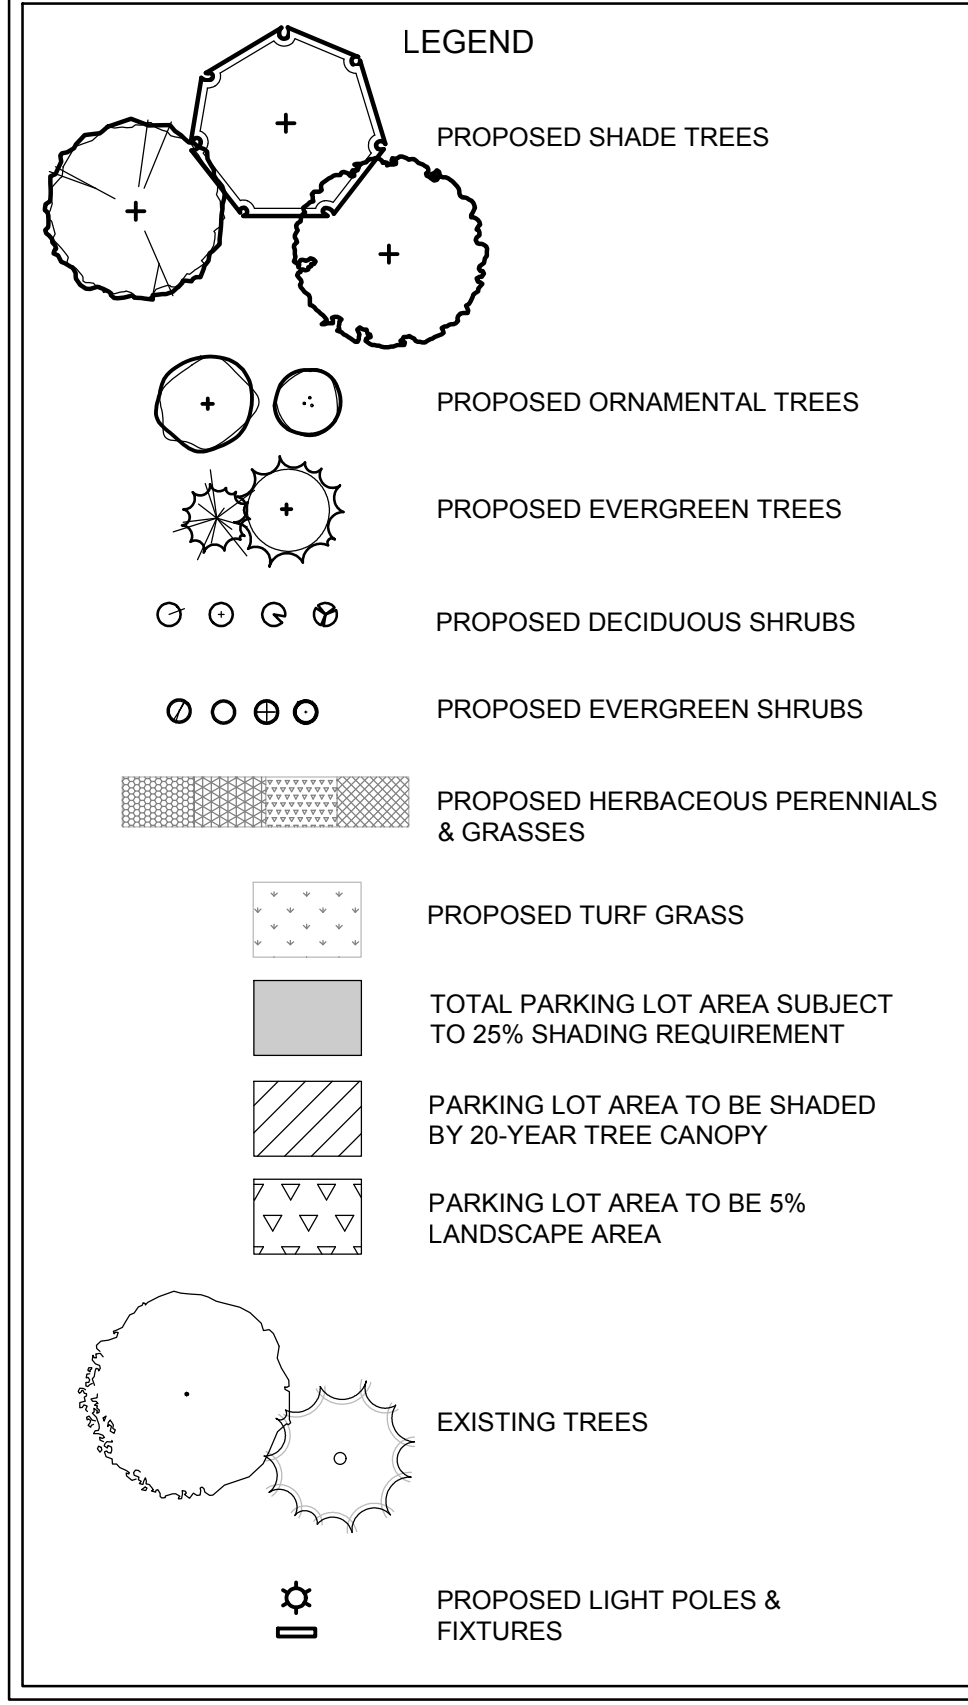 LEGEND
PROPOSED SHADE TREES
PROPOSED ORNAMENTAL TREES
PROPOSED EVERGREEN TREES
PROPOSED DECIDUOUS SHRUBS
PROPOSED EVERGREEN SHRUBS
PROPOSED HERBACEOUS PERENNIALS
& GRASSES
PROPOSED TURF GRASS
TOTAL PARKING LOT AREA SUBJECT
TO 25% SHADING REQUIREMENT
PARKING LOT AREA TO BE SHADED
BY 20-YEAR TREE CANOPY
PARKING LOT AREA TO BE 5%
LANDSCAPE AREA
EXISTING TREES
PROPOSED LIGHT POLES &
FIXTURES